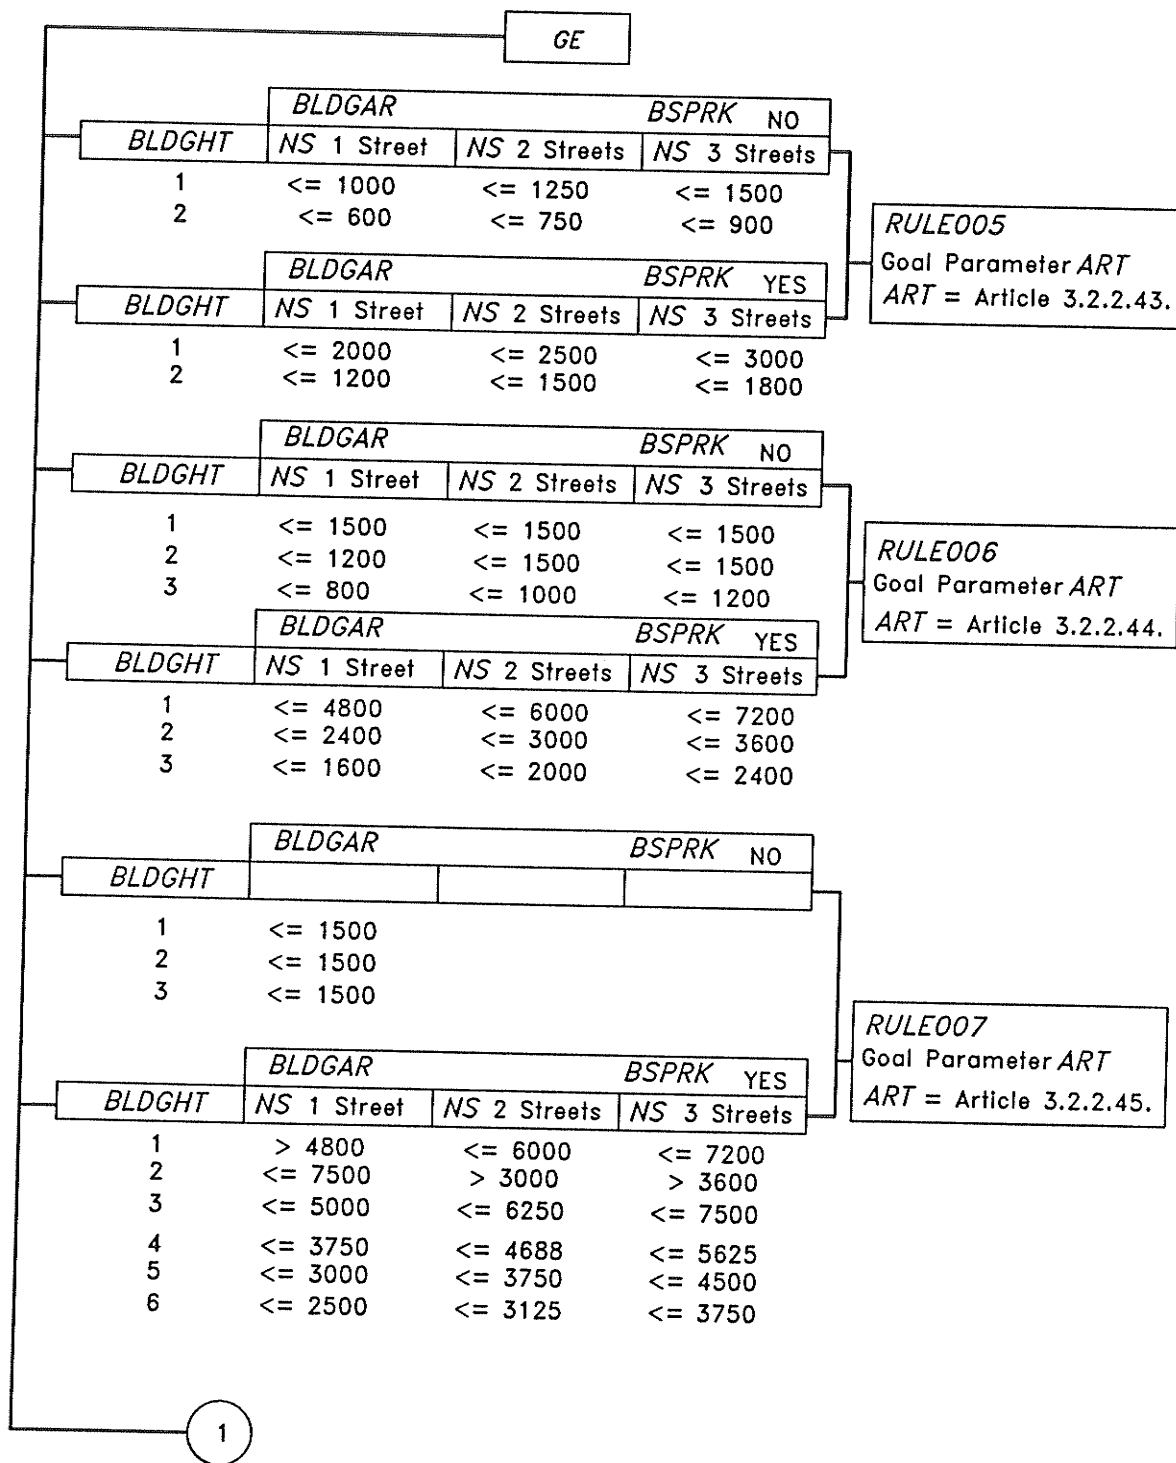 GE
BLDGAR BSPRK NO
BLDGHT NS 1 Street NS 2 Streets NS 3 Streets
1 <= 1000 <= 1250 <= 1500
2 <= 600 <= 750 <= 900
RULE005
Goal Parameter ART
ART = Article 3.2.2.43.
BLDGAR BSPRK YES
BLDGHT NS 1 Street NS 2 Streets NS 3 Streets
1 <= 2000 <= 2500 <= 3000
2 <= 1200 <= 1500 <= 1800
BLDGAR BSPRK NO
BLDGHT NS 1 Street NS 2 Streets NS 3 Streets
1 <= 1500 <= 1500 <= 1500
2 <= 1200 <= 1500 <= 1500
3 <= 800 <= 1000 <= 1200
RULE006
Goal Parameter ART
ART = Article 3.2.2.44.
BLDGAR BSPRK YES
BLDGHT NS 1 Street NS 2 Streets NS 3 Streets
1 <= 4800 <= 6000 <= 7200
2 <= 2400 <= 3000 <= 3600
3 <= 1600 <= 2000 <= 2400
BLDGAR BSPRK NO
BLDGHT
1 <= 1500
2 <= 1500
3 <= 1500
RULE007
Goal Parameter ART
ART = Article 3.2.2.45.
BLDGAR BSPRK YES
BLDGHT NS 1 Street NS 2 Streets NS 3 Streets
1 > 4800 <= 6000 <= 7200
2 <= 7500 > 3000 > 3600
3 <= 5000 <= 6250 <= 7500
4 <= 3750 <= 4688 <= 5625
5 <= 3000 <= 3750 <= 4500
6 <= 2500 <= 3125 <= 3750
1